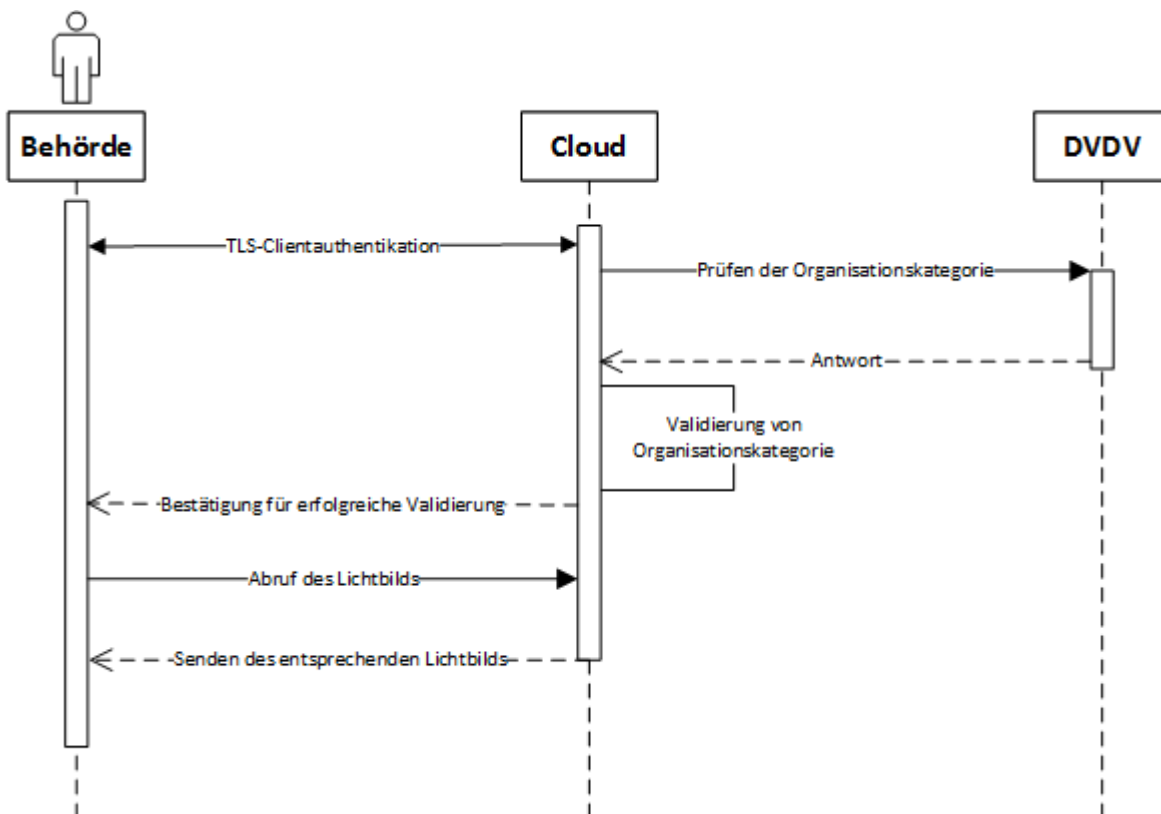 Behörde
Cloud
DVDV
TLS-Clientauthentikation
Prüfen der Organisationskategorie
Antwort
Validierung von
Organisationskategorie
Bestätigung für erfolgreiche Validierung
Abruf des Lichtbilds
Senden des entsprechenden Lichtbilds